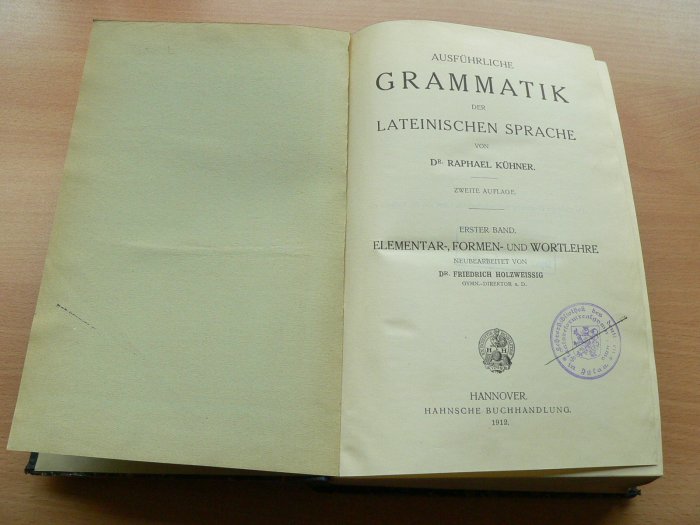 AUSFÜHRLICHE
GRAMMATIK
DER
LATEINISCHEN SPRACHE
VON
DR. RAPHAEL KÜHNER.
ZWEITE AUFLAGE.
ERSTER BAND.
ELEMENTAR-, FORMEN- UND WORTLEHRE
NEUBEARBEITET VON
DR. FRIEDRICH HOLZWEISSIG
GYMN.-DIREKTOR A. D.
HANNOVER.
HAHNSCHE BUCHHANDLUNG.
1912.